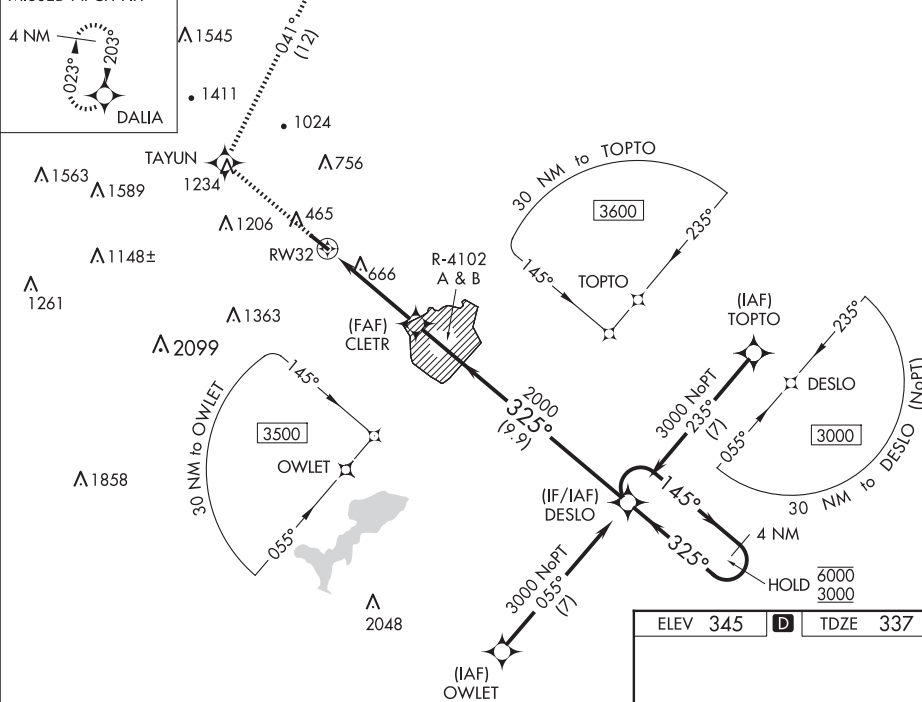 4 NM
023°
203°
DALIA
1545
1411
1024
041°
(12)
TAYUN
1234
756
1563
1589
1206
465
RW32
1148±
1261
666
R-4102
A & B
1363
(FAF)
CLETR
2099
30 NM to TOPTO
3600
145°
235°
TOPTO
(IAF)
TOPTO
235°
DESLO
(NoPT)
055°
3000
30 NM to DESLO
30 NM to OWLET
145°
3500
OWLET
055°
1858
2000
325°
(9.9)
3000 NoPT
235°
(7)
(IF/IAF)
DESLO
145°
325°
4 NM
HOLD
6000
3000
3000 NoPT
055°
(7)
2048
(IAF)
OWLET
ELEV 345
D
TDZE 337